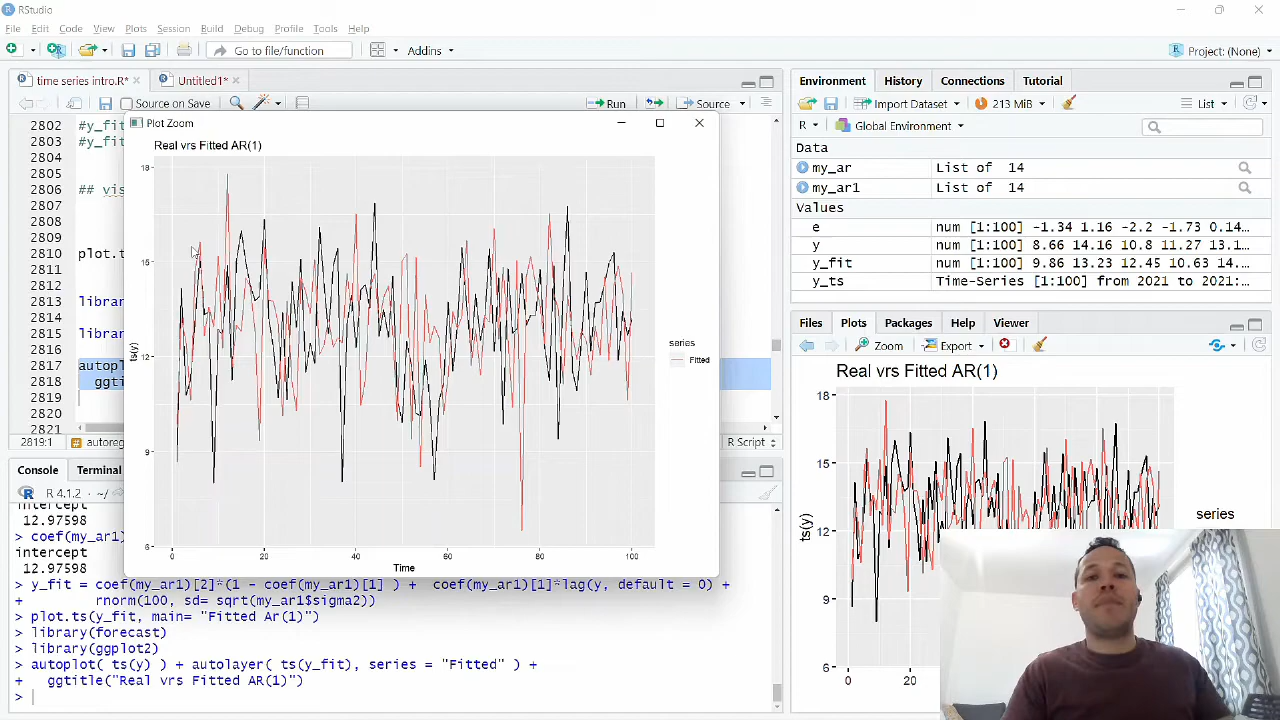 RStudio
File Edit Code View Plots Session Build Debug Profile Tools Help
Go to file/function Addins Project: (None)
time series intro.R* Untitled1*
Source on Save Run Source
2802 #y_fit
2803 #y_fit
2804
2805
2806 ## vis
2807
2808
2809
2810 plot.t
2811
2812
2813 librar
2814
2815 librar
2816
2817 autopl
2818 ggtitl
2819
2820
2821
2819:1 autoreg R Script
Plot Zoom
Real vrs Fitted AR(1)
ts(y)
18
15
12
9
6
0 20 40 60 80 100
Time
series
Fitted
Console Terminal
R 4.1.2 · ~/
intercept
12.97598
> coef(my_ar1)
intercept
12.97598
> y_fit = coef(my_ar1)[2]*(1 - coef(my_ar1)[1] ) + coef(my_ar1)[1]*lag(y, default = 0) +
+ rnorm(100, sd= sqrt(my_ar1$sigma2))
> plot.ts(y_fit, main= "Fitted Ar(1)")
> library(forecast)
> library(ggplot2)
> autoplot( ts(y) ) + autolayer( ts(y_fit), series = "Fitted" ) +
+ ggtitle("Real vrs Fitted AR(1)")
>
Environment History Connections Tutorial
Import Dataset 213 MiB List
R Global Environment
Data
my_ar List of 14
my_ar1 List of 14
Values
e num [1:100] -1.34 1.16 -2.2 -1.73 0.14...
y num [1:100] 8.66 14.16 10.8 11.27 13.1...
y_fit num [1:100] 9.86 13.23 12.45 10.63 14....
y_ts Time-Series [1:100] from 2021 to 2021:...
Files Plots Packages Help Viewer
Zoom Export
Real vrs Fitted AR(1)
18
15
12
9
6
ts(y)
0 20
series